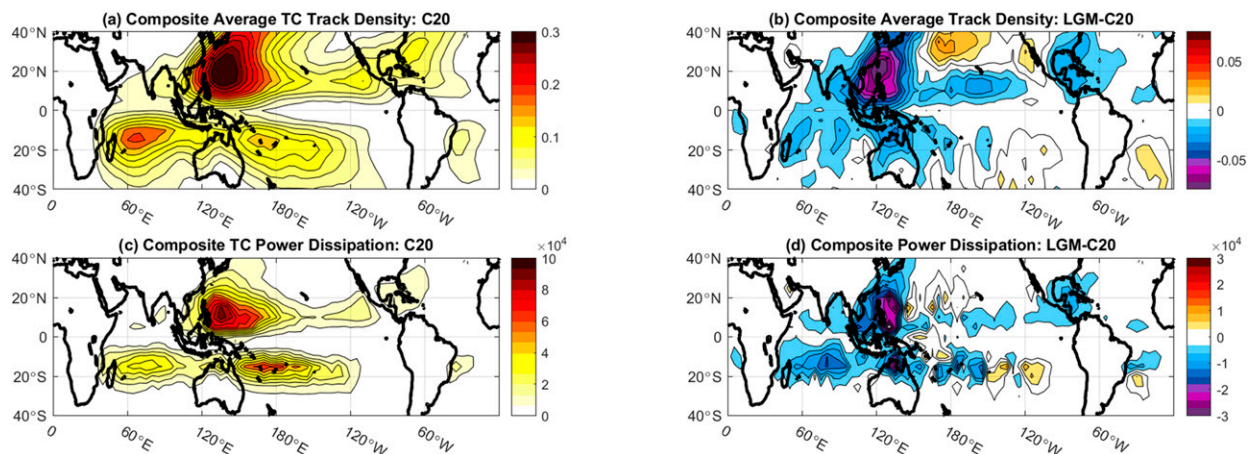 (a) Composite Average TC Track Density: C20
40°N
20°N
0
20°S
40°S
0
60°E
120°E
180°E
120°W
60°W
0.3
0.2
0.1
0
(b) Composite Average Track Density: LGM-C20
40°N
20°N
0
20°S
40°S
0
60°E
120°E
180°E
120°W
60°W
0.05
0
-0.05
(c) Composite TC Power Dissipation: C20
×10⁴
40°N
20°N
0
20°S
40°S
0
60°E
120°E
180°E
120°W
60°W
10
8
6
4
2
0
(d) Composite Power Dissipation: LGM-C20
×10⁴
40°N
20°N
0
20°S
40°S
0
60°E
120°E
180°E
120°W
60°W
3
2
1
0
-1
-2
-3